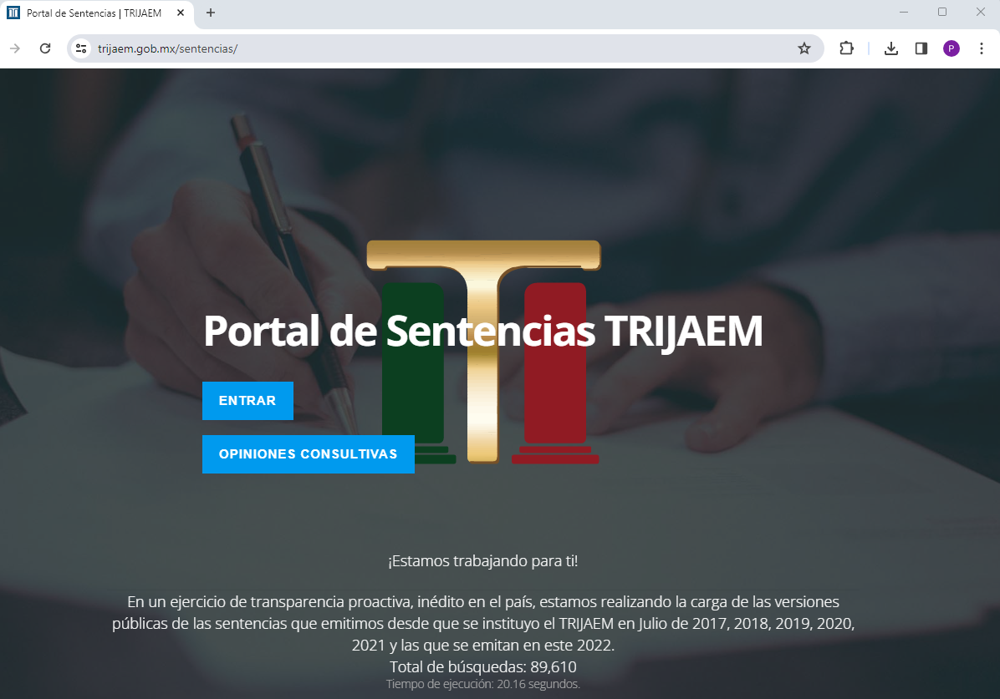 Portal de Sentencias | TRIJAEM
trijaem.gob.mx/sentencias/
P
Portal de Sentencias TRIJAEM
ENTRAR
OPINIONES CONSULTIVAS
¡Estamos trabajando para ti!
En un ejercicio de transparencia proactiva, inédito en el país, estamos realizando la carga de las versiones
públicas de las sentencias que emitimos desde que se instituyo el TRIJAEM en Julio de 2017, 2018, 2019, 2020,
2021 y las que se emitan en este 2022.
Total de búsquedas: 89,610
Tiempo de ejecución: 20.16 segundos.